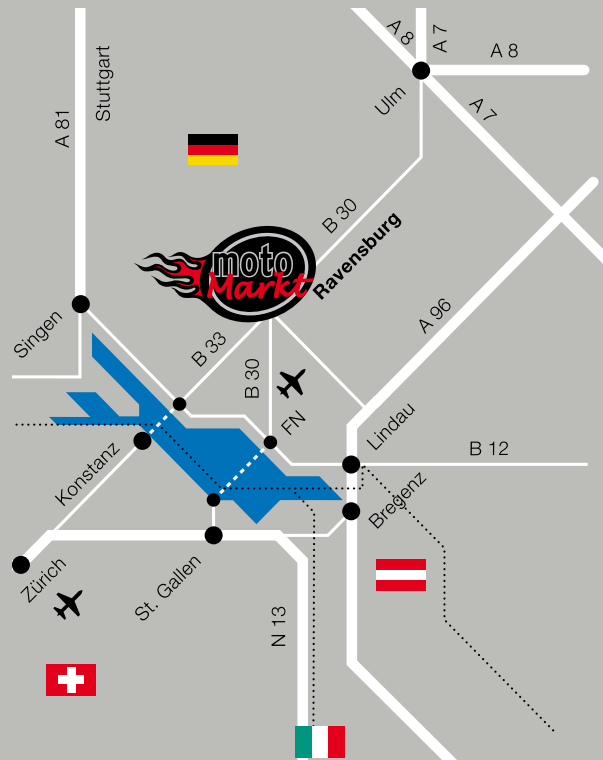 A 8
A 7
A 8
Stuttgart
A 81
Ulm
A 7
B 30
Ravensburg
moto
Markt
Singen
B 33
A 96
B 30
FN
Lindau
Konstanz
B 12
Bregenz
Zürich
St. Gallen
N 13